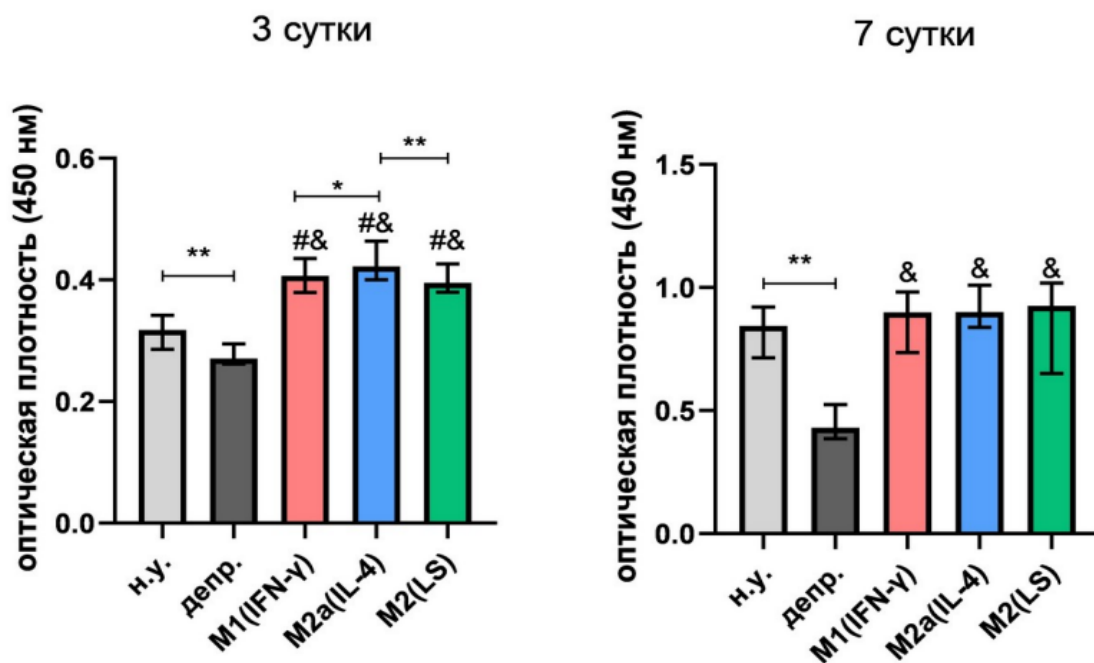 3 сутки
оптическая плотность (450 нм)
0.6
0.4
0.2
0.0
**
*
**
#&
#&
#&
н.у.
депр.
M1(IFN-γ)
M2a(IL-4)
M2(LS)
7 сутки
оптическая плотность (450 нм)
1.5
1.0
0.5
0.0
**
&
&
&
н.у.
депр.
M1(IFN-γ)
M2a(IL-4)
M2(LS)